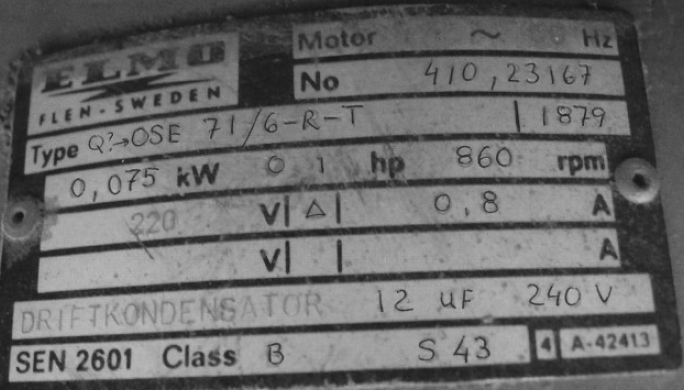 ELMO
FLEN-SWEDEN
Motor ~ Hz
No 410,23167
Type Q?→OSE 71/6-R-T | 1879
0,075 kW 0 1 hp 860 rpm
220 V| △ | 0,8 A
V| | A
DRIFTKONDENSATOR 12 UF 240 V
SEN 2601 Class B S 43 4 A-42413